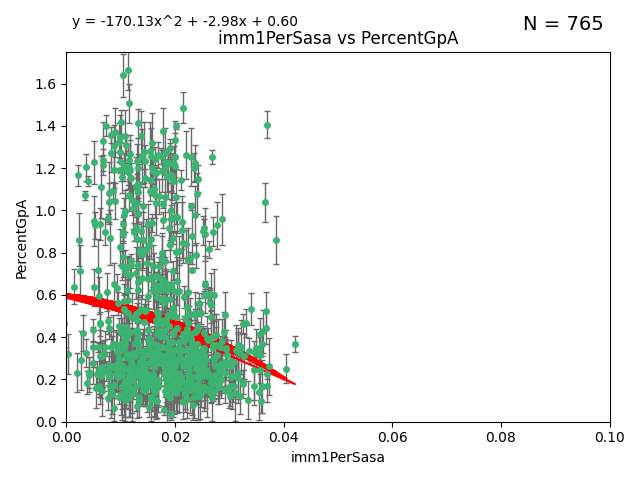 y = -170.13x^2 + -2.98x + 0.60
N = 765
imm1PerSasa vs PercentGpA
1.6
1.4
1.2
1.0
0.8
0.6
0.4
0.2
0.0
PercentGpA
0.00 0.02 0.04 0.06 0.08 0.10
imm1PerSasa